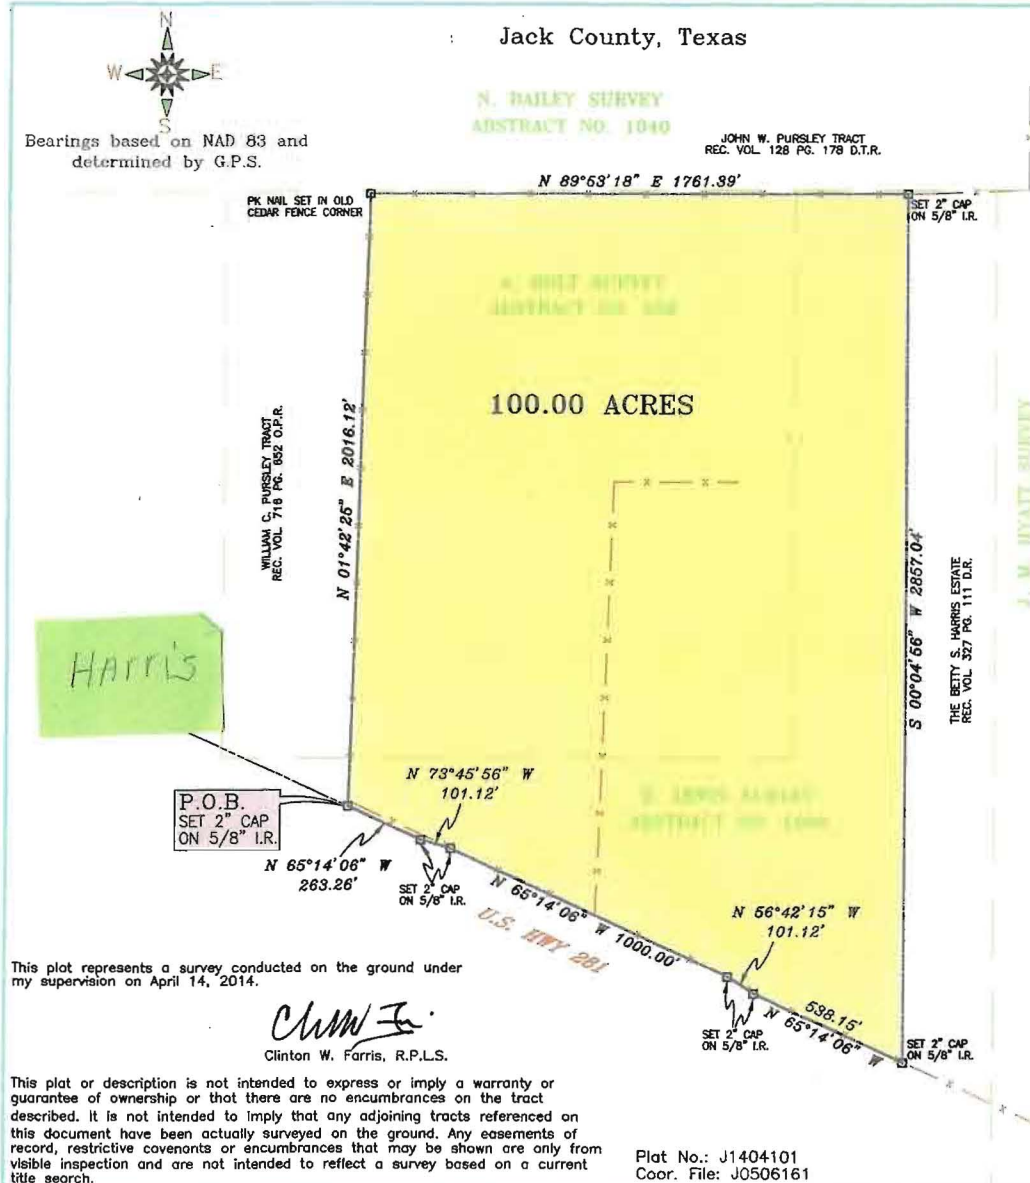 Jack County, Texas
N
W E
S
Bearings based on NAD 83 and
determined by G.P.S.
N. DAILEY SURVEY
ABSTRACT NO. 1040
JOHN W. PURSLEY TRACT
REC. VOL. 128 PG. 178 D.T.R.
N 89°53'18" E 1761.39'
PK NAIL SET IN OLD
CEDAR FENCE CORNER
SET 2" CAP
ON 5/8" I.R.
SURVEY
ABSTRACT NO.
100.00 ACRES
WILLIAM C. PURSLEY TRACT
REC. VOL. 716 PG. 652 O.P.R.
N 01°42'25" E 2016.12'
S 00°04'56" W 2857.04'
THE BETTY S. HARRIS ESTATE
REC. VOL. 327 PG. 111 D.R.
J. M. HYATT SURVEY
HArris
P.O.B.
SET 2" CAP
ON 5/8" I.R.
N 73°45'56" W
101.12'
ABSTRACT NO.
N 65°14'06" W
263.26'
SET 2" CAP
ON 5/8" I.R.
N 65°14'06" W 1000.00'
U.S. HWY 281
N 56°42'15" W
101.12'
538.15'
N 65°14'06" W
SET 2" CAP
ON 5/8" I.R.
SET 2" CAP
ON 5/8" I.R.
This plot represents a survey conducted on the ground under
my supervision on April 14, 2014.
Clinton W. Farris, R.P.L.S.
This plat or description is not intended to express or imply a warranty or
guarantee of ownership or that there are no encumbrances on the tract
described. It is not intended to imply that any adjoining tracts referenced on
this document have been actually surveyed on the ground. Any easements of
record, restrictive covenants or encumbrances that may be shown are only from
visible inspection and are not intended to reflect a survey based on a current
title search.
Plat No.: J1404101
Coor. File: J0506161